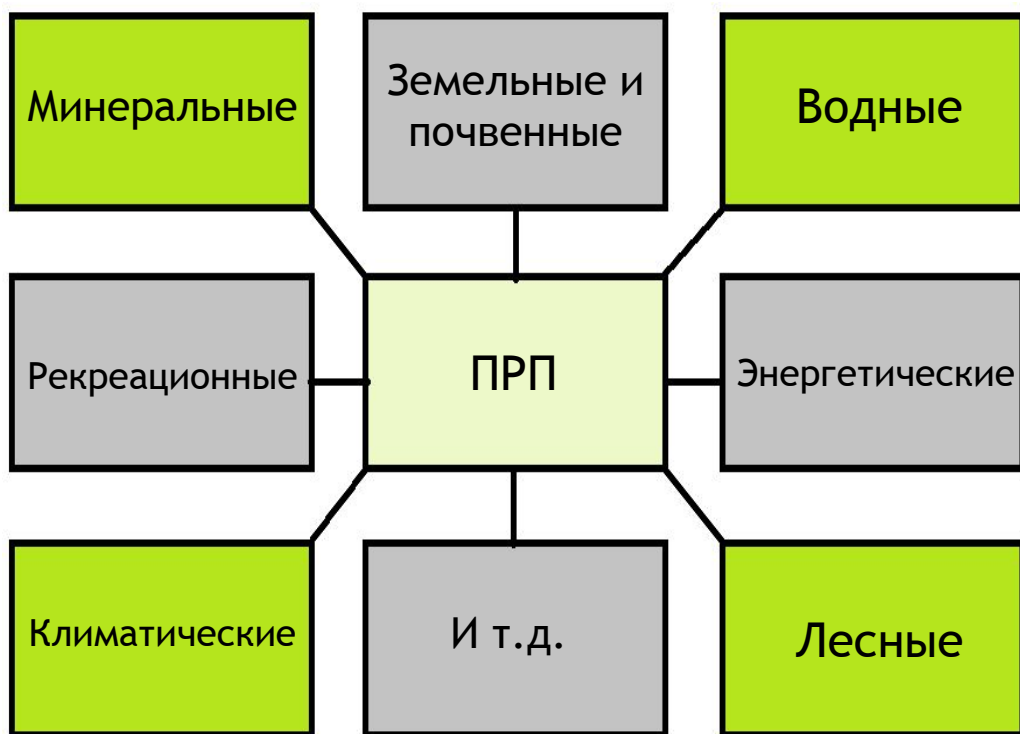 Минеральные
Земельные и
почвенные
Водные
Рекреационные
ПРП
Энергетические
Климатические
И т.д.
Лесные